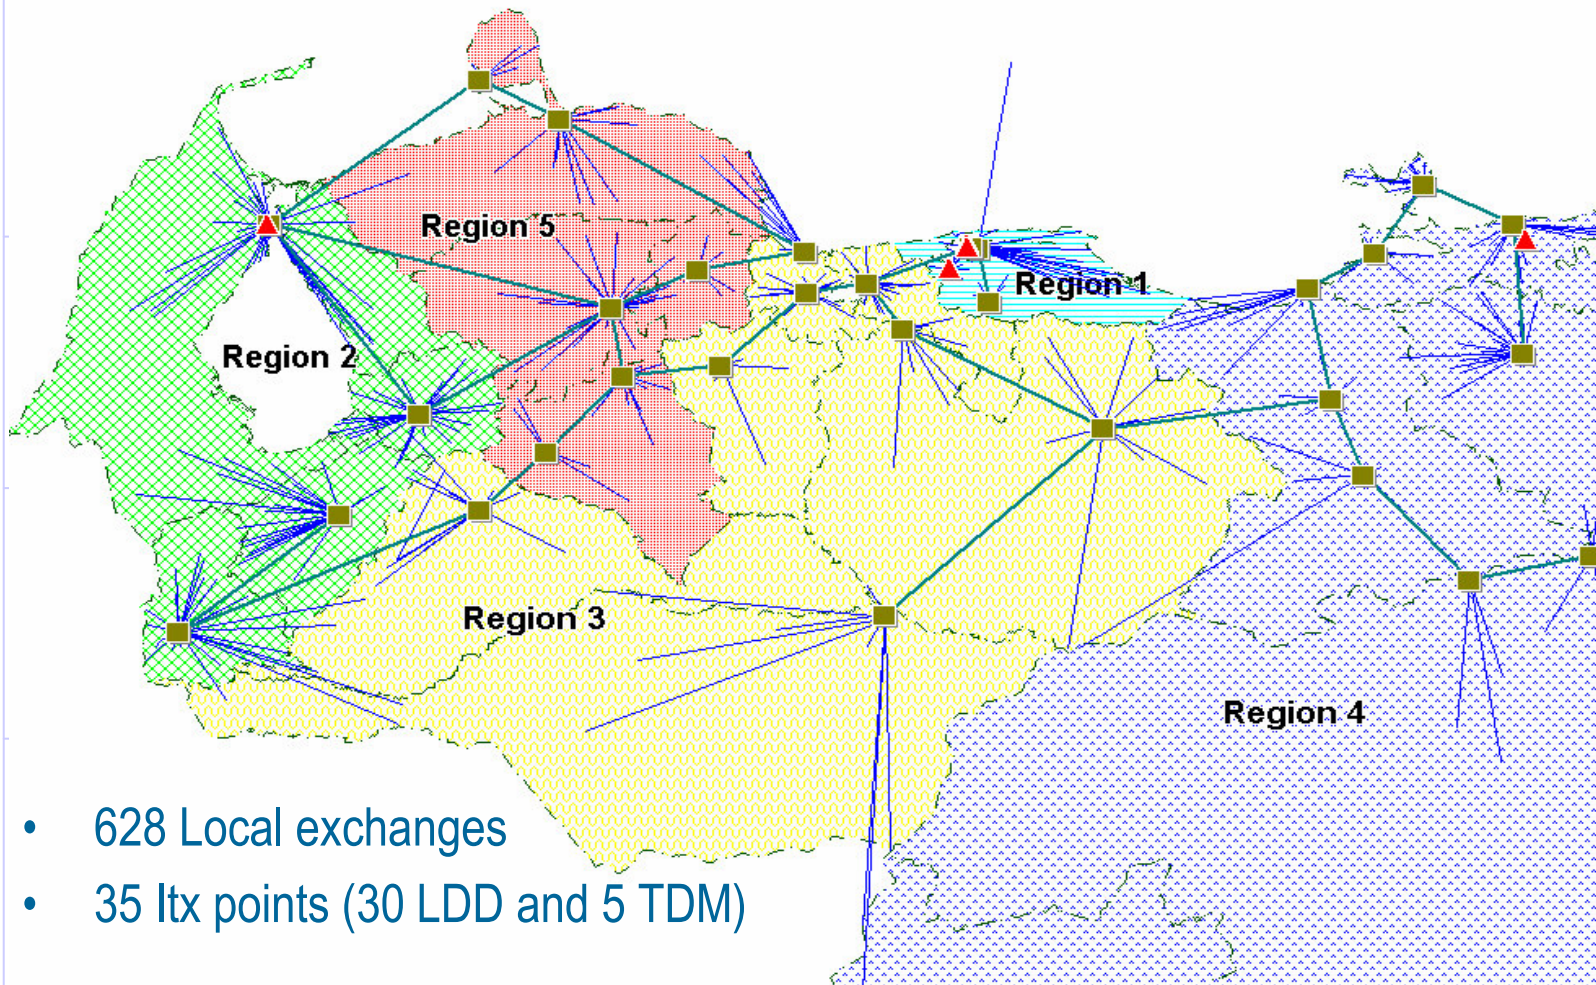 Region 5
Region 1
Region 2
Region 3
Region 4
• 628 Local exchanges
• 35 Itx points (30 LDD and 5 TDM)